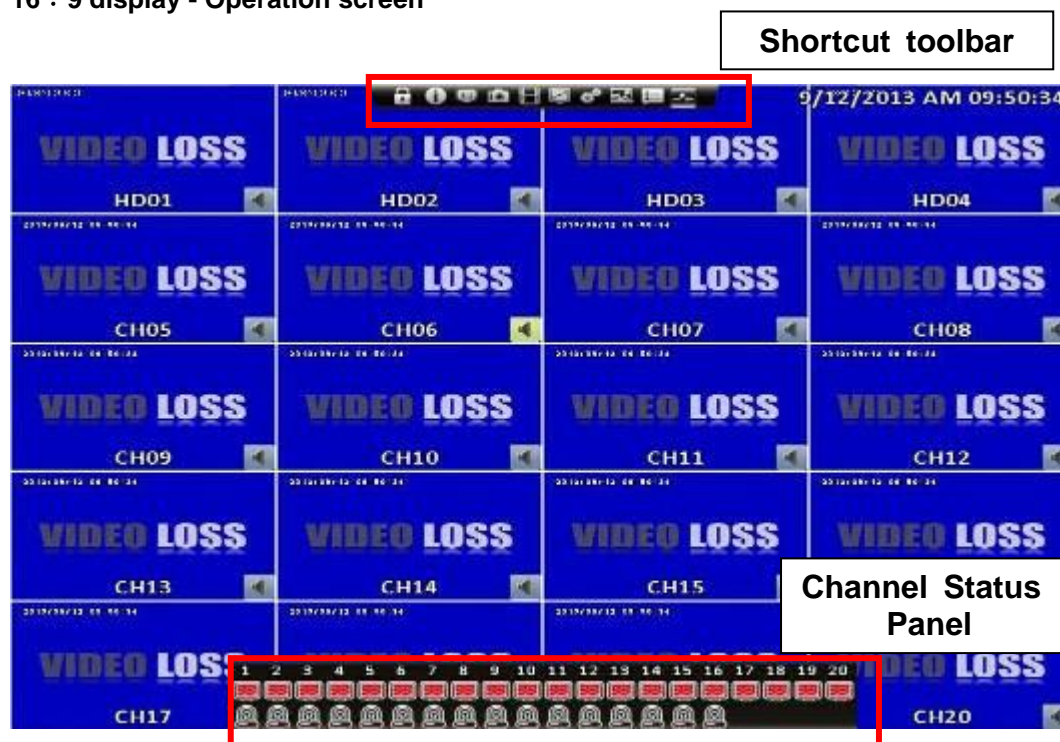 16：9 display - Operation screen
Shortcut toolbar
9/12/2013 AM 09:50:34
VIDEO LOSS VIDEO LOSS VIDEO LOSS VIDEO LOSS
HD01 HD02 HD03 HD04
VIDEO LOSS VIDEO LOSS VIDEO LOSS VIDEO LOSS
CH05 CH06 CH07 CH08
VIDEO LOSS VIDEO LOSS VIDEO LOSS VIDEO LOSS
CH09 CH10 CH11 CH12
VIDEO LOSS VIDEO LOSS VIDEO LOSS VIDEO LOSS
CH13 CH14 CH15
Channel Status
Panel
VIDEO LOSS
1 2 3 4 5 6 7 8 9 10 11 12 13 14 15 16 17 18 19 20
CH17 CH20